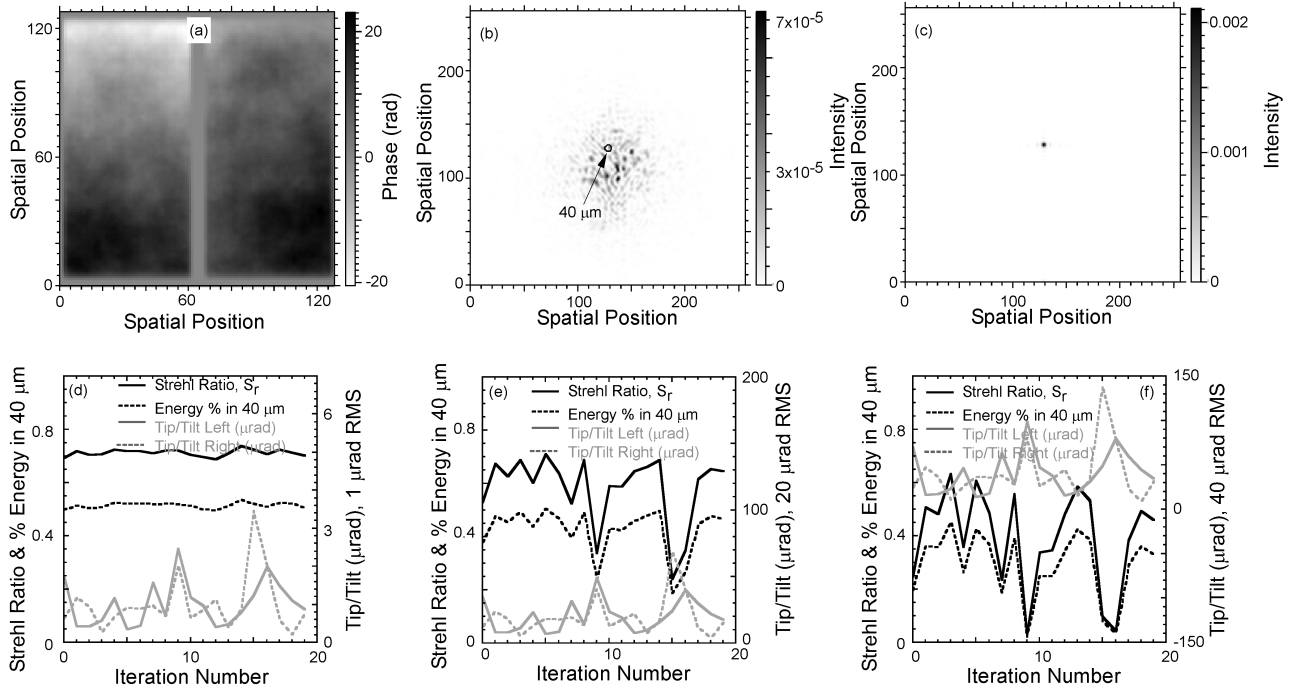 120
60
0
0
60
120
(a)
20
0
-20
Phase (rad)
Spatial Position
Spatial Position
(b)
200
100
0
100
200
40 μm
7x10-5
3x10-5
0
Intensity
Spatial Position
Spatial Position
(c)
200
100
0
0
100
200
0.002
0.001
0
Intensity
Spatial Position
Spatial Position
(d)
Strehl Ratio, Sr
Energy % in 40 μm
Tip/Tilt Left (μrad)
Tip/Tilt Right (μrad)
0.8
0.4
0
0
10
20
6
3
0
Strehl Ratio & % Energy in 40 μm
Tip/Tilt (μrad), 1 μrad RMS
Iteration Number
(e)
Strehl Ratio, Sr
Energy % in 40 μm
Tip/Tilt Left (μrad)
Tip/Tilt Right (μrad)
0.8
0.4
0
0
10
20
200
100
0
Strehl Ratio & % Energy in 40 μm
Tip/Tilt (μrad), 20 μrad RMS
Iteration Number
(f)
Strehl Ratio, Sr
Energy % in 40 μm
Tip/Tilt Left (μrad)
Tip/Tilt Right (μrad)
0.8
0.4
0
0
10
20
150
0
-150
Strehl Ratio & % Energy in 40 μm
Tip/Tilt (μrad), 40 μrad RMS
Iteration Number